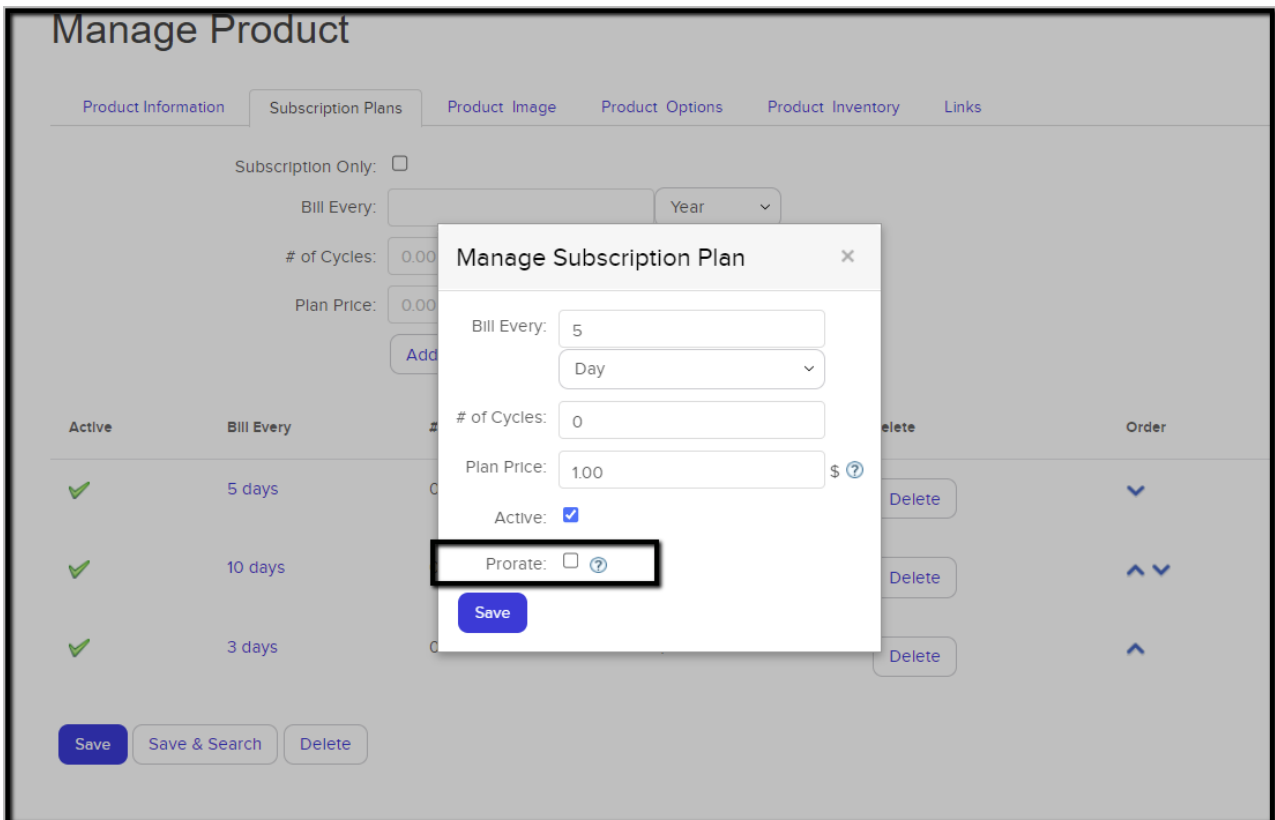 Manage Product
Product Information Subscription Plans Product Image Product Options Product Inventory Links
Subscription Only:
Bill Every: Year
# of Cycles: 0.00
Plan Price: 0.00
Add
Manage Subscription Plan ×
Bill Every: 5
Day
# of Cycles: 0
Plan Price: 1.00 $ ?
Active:
Prorate: ?
Save
Active Bill Every # elete Order
5 days 0 Delete
10 days Delete
3 days 0 Delete
Save Save & Search Delete